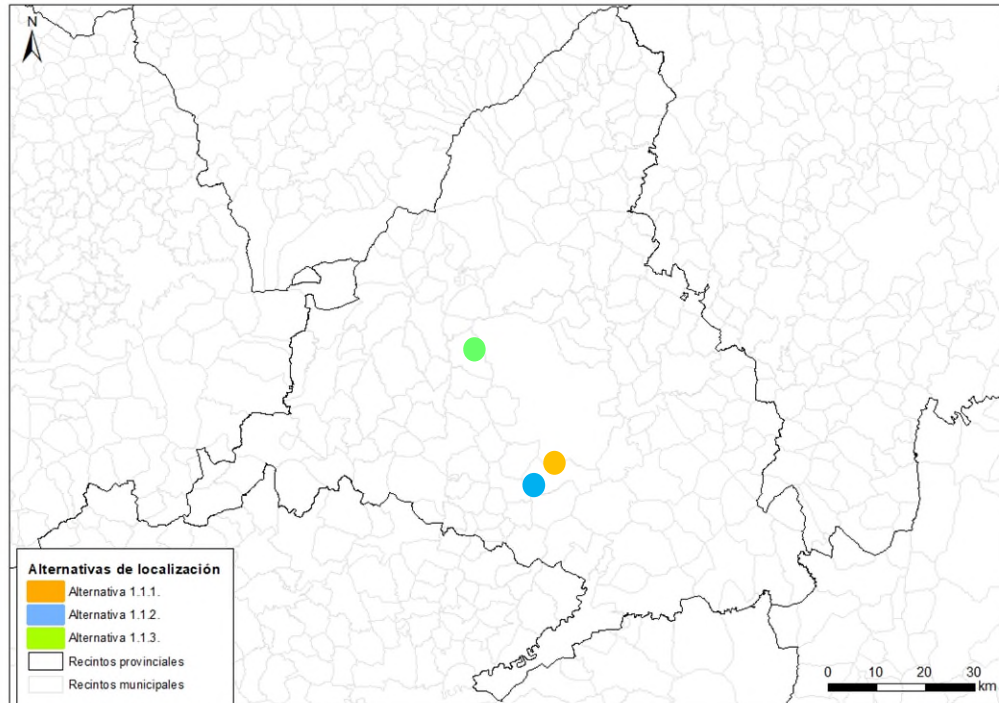 N
Alternativas de localización
Alternativa 1.1.1.
Alternativa 1.1.2.
Alternativa 1.1.3.
Recintos provinciales
Recintos municipales
0 10 20 30
km